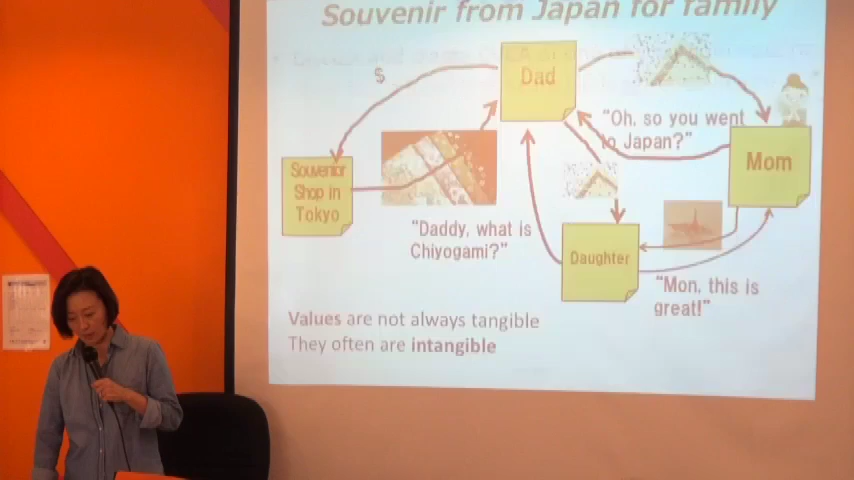 Souvenir from Japan for family
$
Dad
"Oh, so you went
to Japan?"
Mom
Souvenior
Shop in
Tokyo
"Daddy, what is
Chiyogami?"
Daughter
"Mon, this is
great!"
Values are not always tangible
They often are intangible